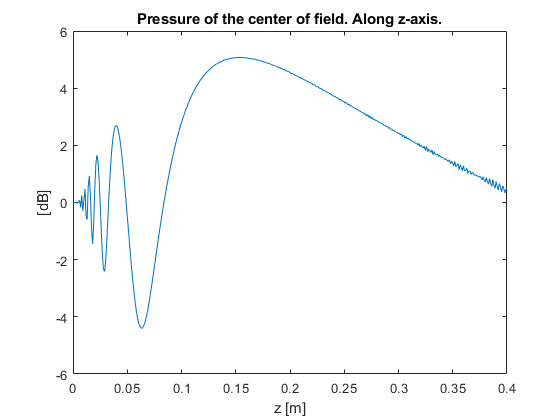 Pressure of the center of field. Along z-axis.
6
4
2
0
-2
-4
-6
[dB]
0 0.05 0.1 0.15 0.2 0.25 0.3 0.35 0.4
z [m]